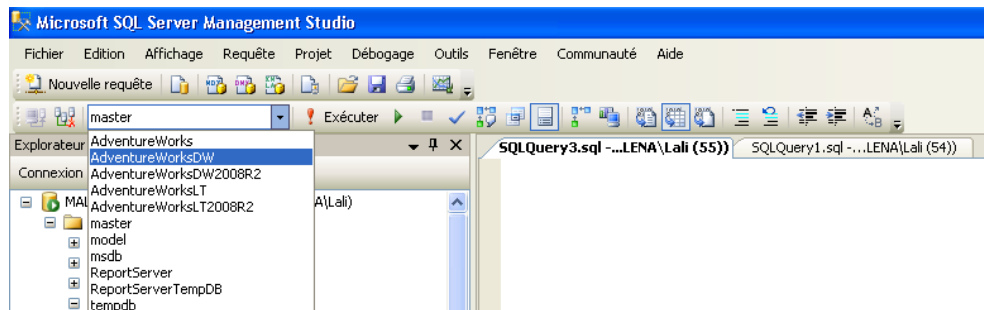 Microsoft SQL Server Management Studio
Fichier Edition Affichage Requête Projet Débogage Outils Fenêtre Communauté Aide
Nouvelle requête
master Exécuter
Explorateur
SQLQuery3.sql -...LENA\Lali (55)) SQLQuery1.sql -...LENA\Lali (54))
Connexion
MAL A\Lali)
AdventureWorks
AdventureWorksDW
AdventureWorksDW2008R2
AdventureWorksLT
AdventureWorksLT2008R2
master
model
msdb
ReportServer
ReportServerTempDB
tempdb